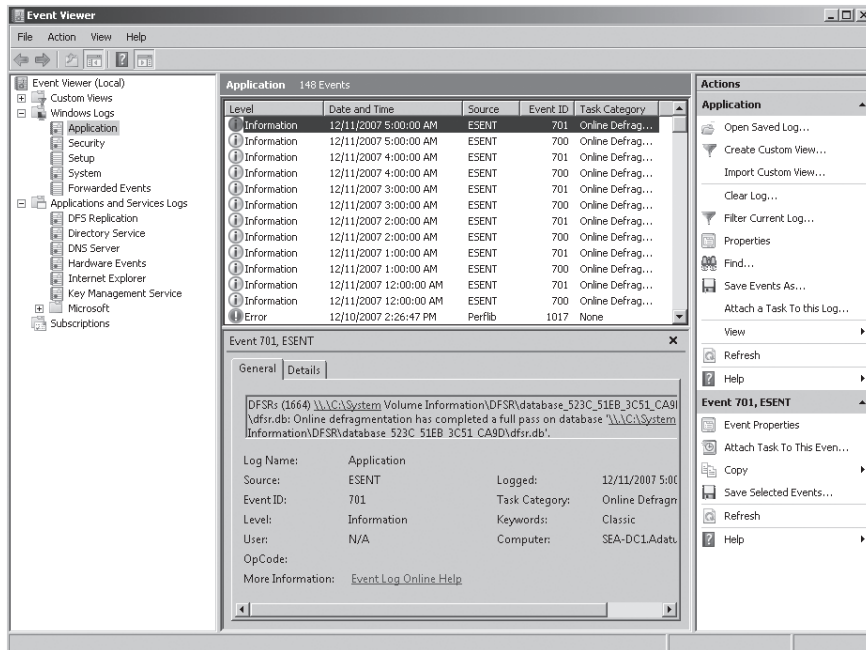 Event Viewer
File Action View Help
Event Viewer (Local)
Custom Views
Windows Logs
Application
Security
Setup
System
Forwarded Events
Applications and Services Logs
DFS Replication
Directory Service
DNS Server
Hardware Events
Internet Explorer
Key Management Service
Microsoft
Subscriptions
Application 148 Events
Level Date and Time Source Event ID Task Category
Information 12/11/2007 5:00:00 AM ESENT 701 Online Defrag...
Information 12/11/2007 5:00:00 AM ESENT 700 Online Defrag...
Information 12/11/2007 4:00:00 AM ESENT 701 Online Defrag...
Information 12/11/2007 4:00:00 AM ESENT 700 Online Defrag...
Information 12/11/2007 3:00:00 AM ESENT 701 Online Defrag...
Information 12/11/2007 3:00:00 AM ESENT 700 Online Defrag...
Information 12/11/2007 2:00:00 AM ESENT 701 Online Defrag...
Information 12/11/2007 2:00:00 AM ESENT 700 Online Defrag...
Information 12/11/2007 1:00:00 AM ESENT 701 Online Defrag...
Information 12/11/2007 1:00:00 AM ESENT 700 Online Defrag...
Information 12/11/2007 12:00:00 AM ESENT 701 Online Defrag...
Information 12/11/2007 12:00:00 AM ESENT 700 Online Defrag...
Error 12/10/2007 2:26:47 PM Perflib 1017 None
Event 701, ESENT
General Details
DFSRs (1664) \\.\C:\System Volume Information\DFSR\database_523C_51EB_3C51_CA9D
\dfsr.db: Online defragmentation has completed a full pass on database '\\.\C:\System
Information\DFSR\database_523C_51EB_3C51_CA9D\dfsr.db'.
Log Name: Application
Source: ESENT Logged: 12/11/2007 5:00
Event ID: 701 Task Category: Online Defragm
Level: Information Keywords: Classic
User: N/A Computer: SEA-DC1.Adatu
OpCode:
More Information: Event Log Online Help
Actions
Application
Open Saved Log...
Create Custom View...
Import Custom View...
Clear Log...
Filter Current Log...
Properties
Find...
Save Events As...
Attach a Task To this Log...
View
Refresh
Help
Event 701, ESENT
Event Properties
Attach Task To This Even...
Copy
Save Selected Events...
Refresh
Help